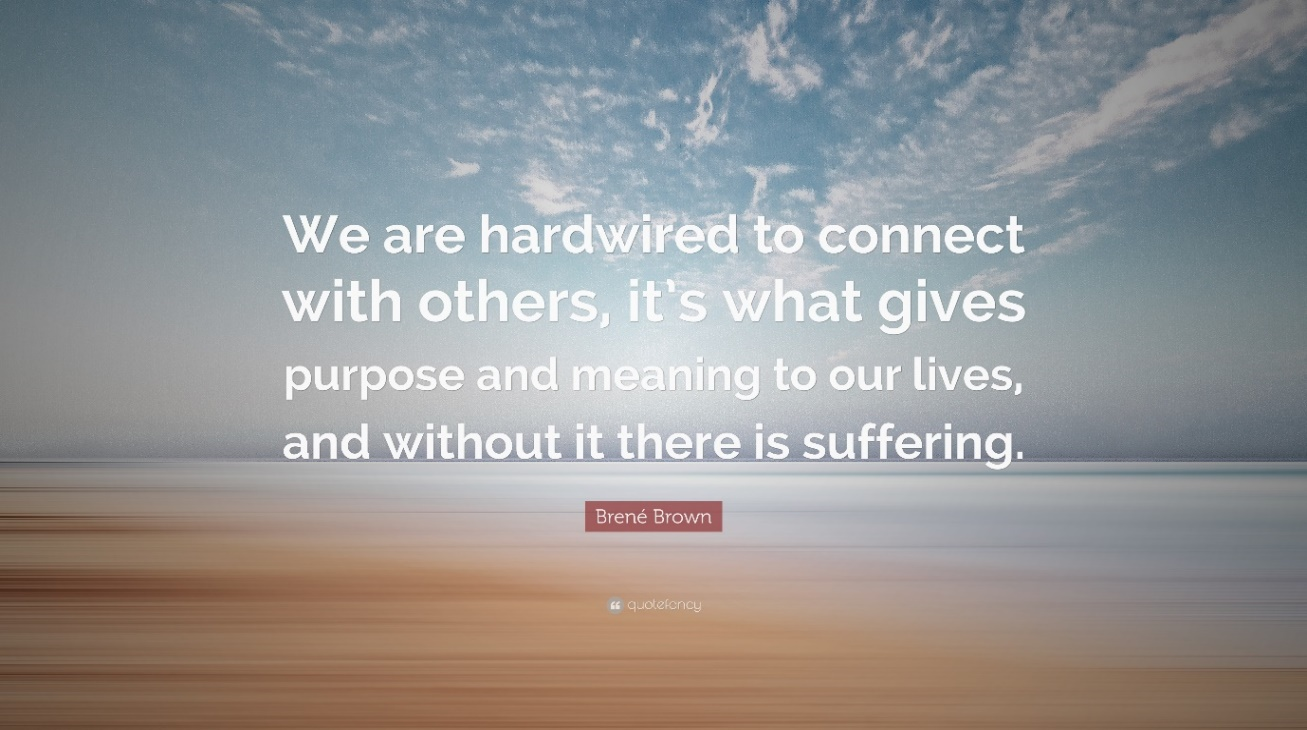 We are hardwired to connect
with others, it's what gives
purpose and meaning to our lives,
and without it there is suffering.
Brené Brown
quotefancy